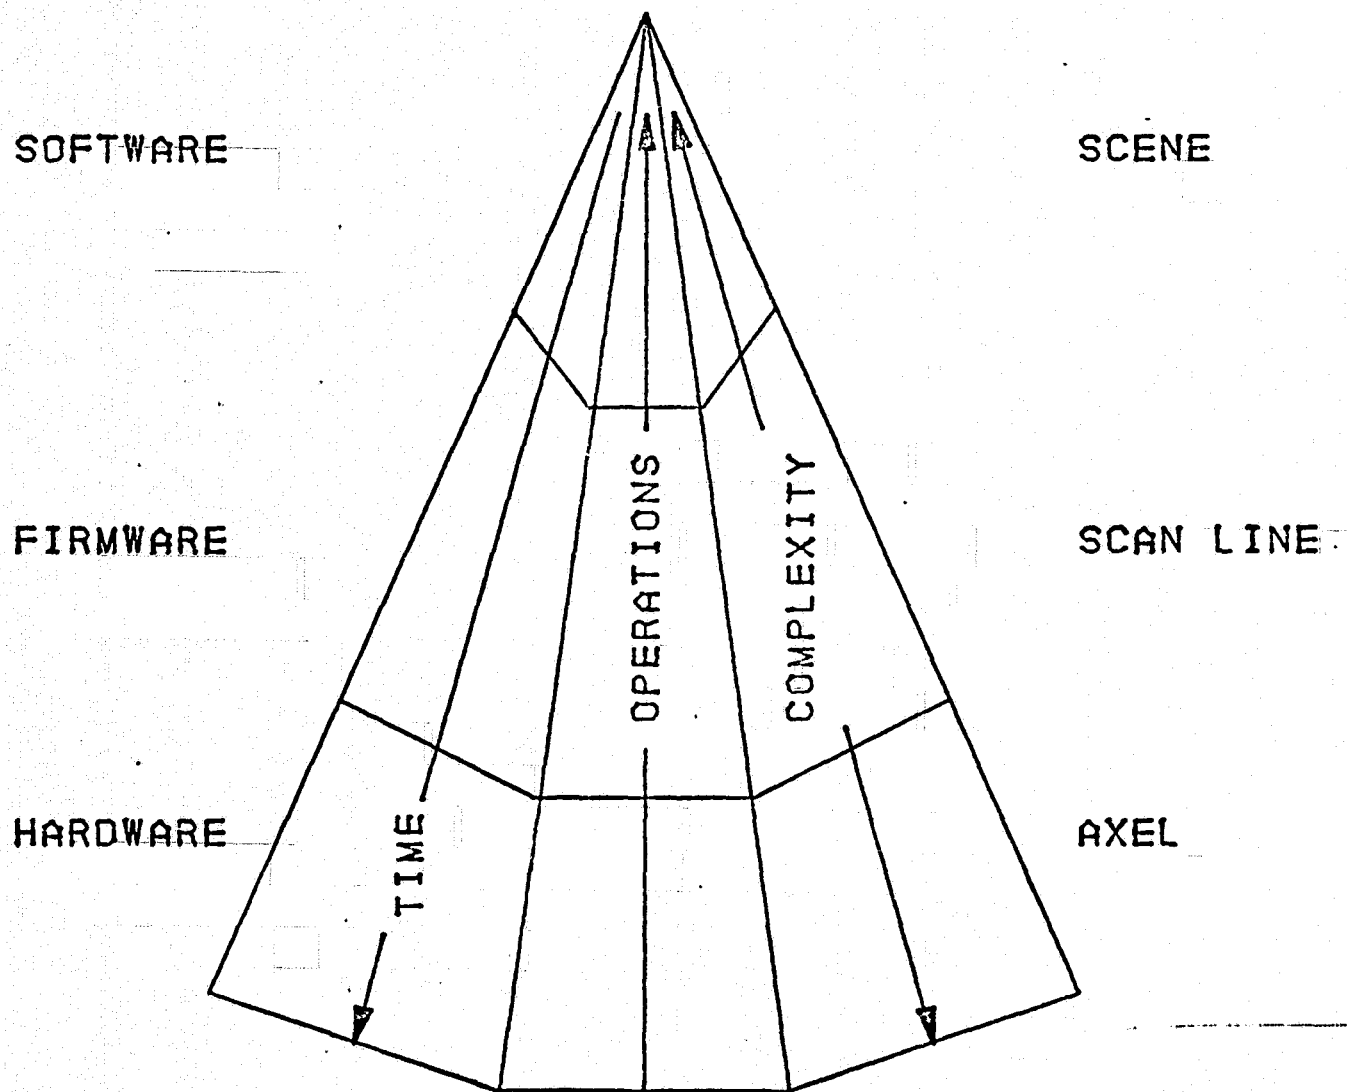 SOFTWARE
SCENE
OPERATIONS
COMPLEXITY
FIRMWARE
SCAN LINE
TIME
HARDWARE
AXEL